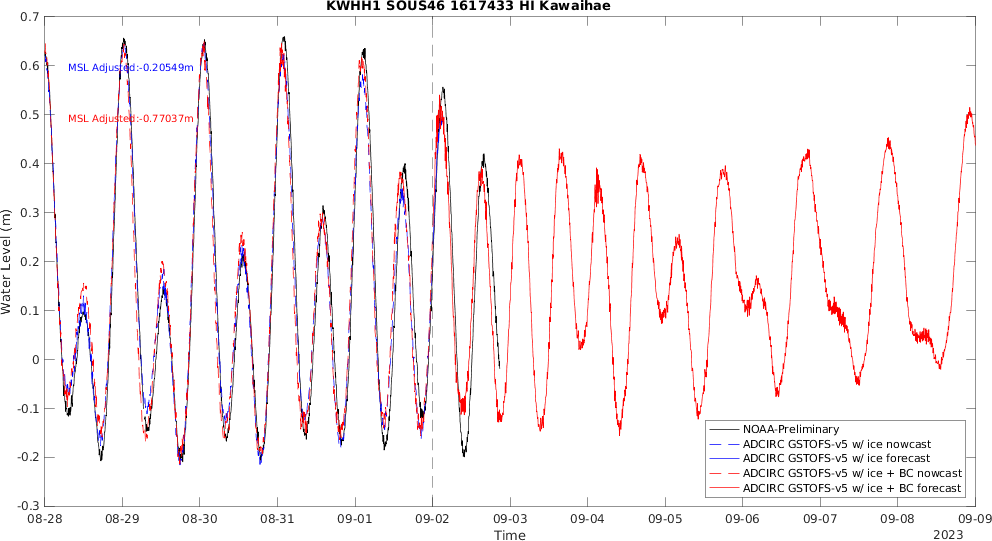 KWHH1 SOUS46 1617433 HI Kawaihae
0.7
0.6
0.5
0.4
0.3
0.2
0.1
0
-0.1
-0.2
-0.3
Water Level (m)
MSL Adjusted:-0.20549m
MSL Adjusted:-0.77037m
NOAA-Preliminary
ADCIRC GSTOFS-v5 w/ ice nowcast
ADCIRC GSTOFS-v5 w/ ice forecast
ADCIRC GSTOFS-v5 w/ ice + BC nowcast
ADCIRC GSTOFS-v5 w/ ice + BC forecast
08-28 08-29 08-30 08-31 09-01 09-02 09-03 09-04 09-05 09-06 09-07 09-08 09-09
Time
2023